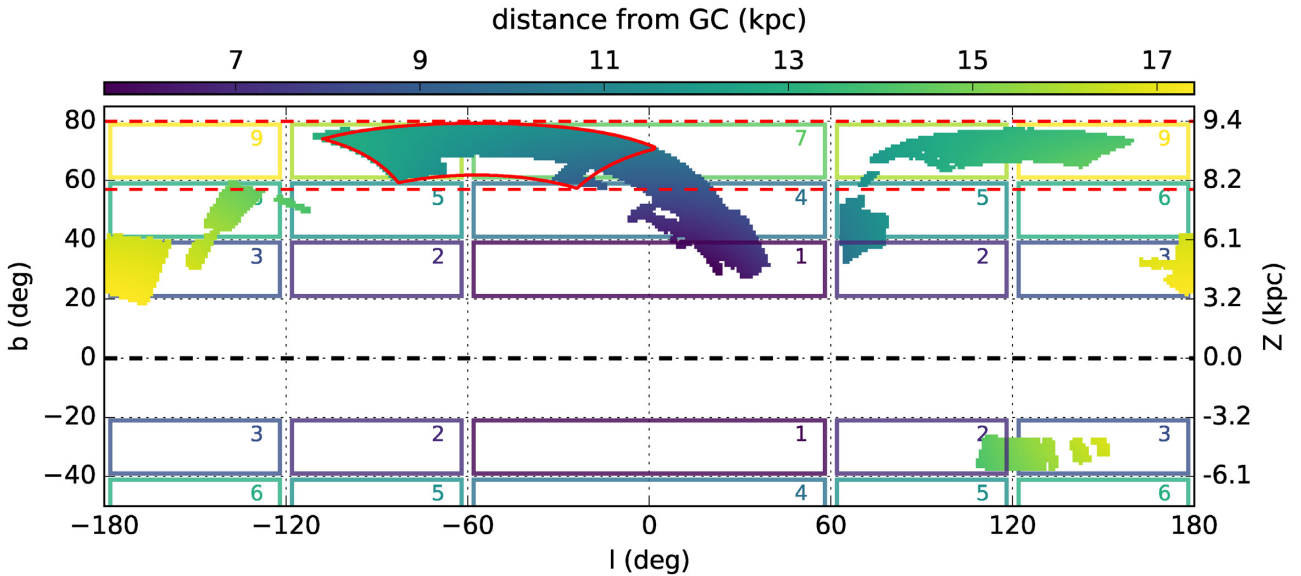 distance from GC (kpc)
7 9 11 13 15 17
80 9 7 9 9.4
60 8.2
5 4 5 6
40 6.1
3 2 1 2 3
20 3.2
b (deg)
Z (kpc)
0 0.0
−20 -3.2
3 2 1 2 3
−40 -6.1
6 5 4 5 6
−180 −120 −60 0 60 120 180
l (deg)